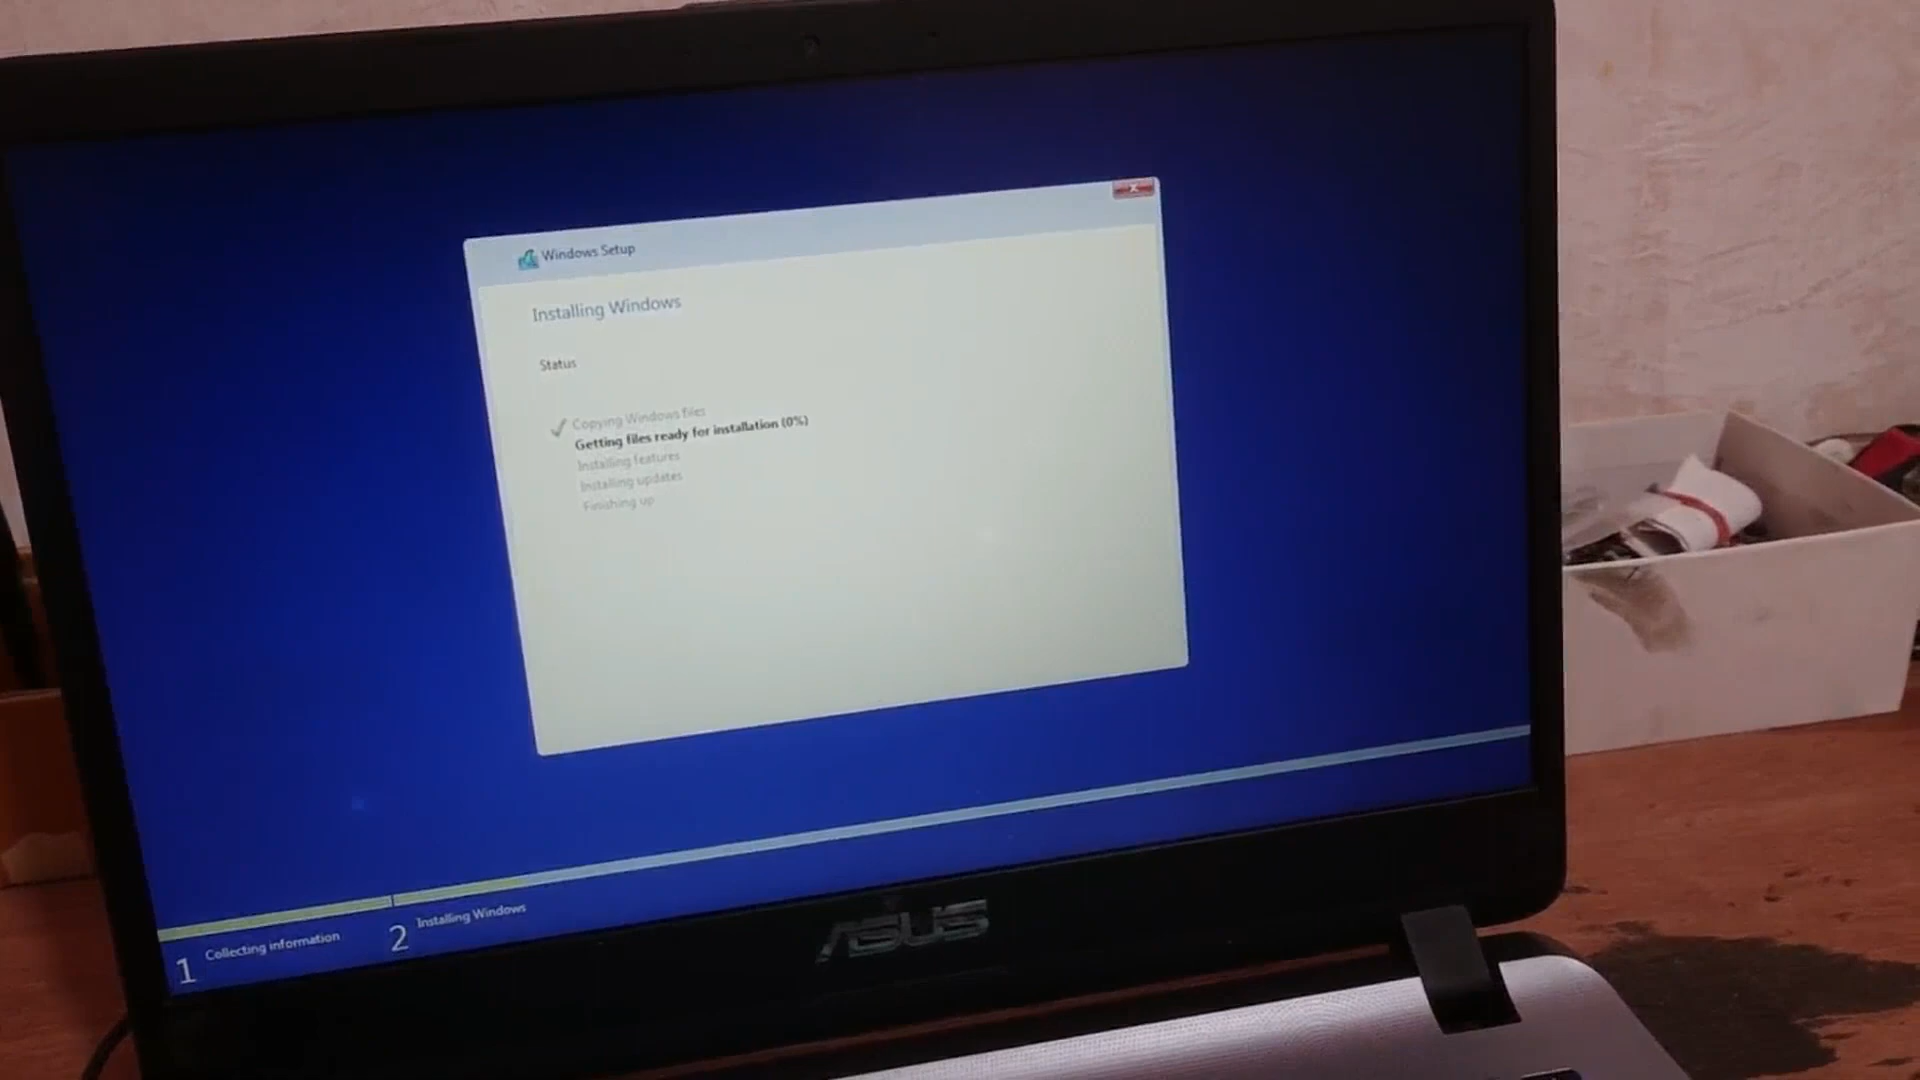 Windows Setup
Installing Windows
Status
Copying Windows files
Getting files ready for installation (0%)
Installing features
Installing updates
Finishing up
1 Collecting information
2 Installing Windows
ASUS